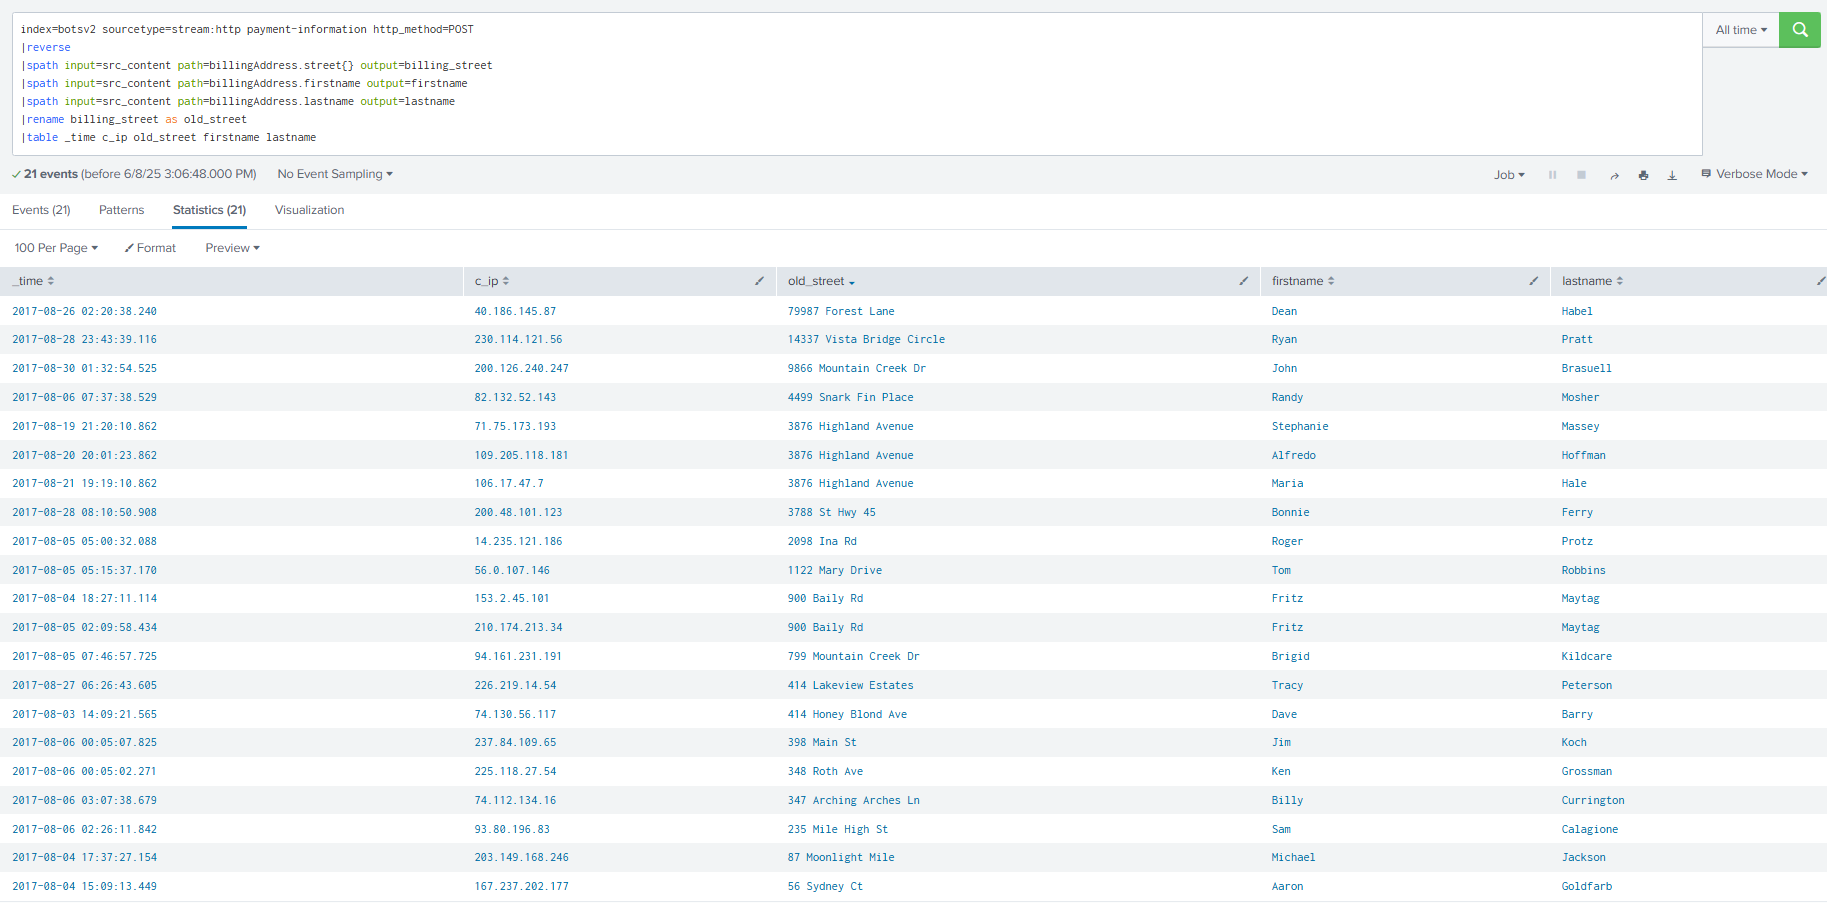 index=botsv2 sourcetype=stream:http payment-information http_method=POST
All time
|reverse
|spath input=src_content path=billingAddress.street{} output=billing_street
|spath input=src_content path=billingAddress.firstname output=firstname
|spath input=src_content path=billingAddress.lastname output=lastname
|rename billing_street as old_street
|table _time c_ip old_street firstname lastname
21 events (before 6/8/25 3:06:48.000 PM) No Event Sampling Job Verbose Mode
Events (21) Patterns Statistics (21) Visualization
100 Per Page Format Preview
_time c_ip old_street firstname lastname
2017-08-26 02:20:38.240 40.186.145.87 79987 Forest Lane Dean Habel
2017-08-28 23:43:39.116 230.114.121.56 14337 Vista Bridge Circle Ryan Pratt
2017-08-30 01:32:54.525 200.126.240.247 9866 Mountain Creek Dr John Brasuell
2017-08-06 07:37:38.529 82.132.52.143 4499 Snark Fin Place Randy Mosher
2017-08-19 21:20:10.862 71.75.173.193 3876 Highland Avenue Stephanie Massey
2017-08-20 20:01:23.862 109.205.118.181 3876 Highland Avenue Alfredo Hoffman
2017-08-21 19:19:10.862 106.17.47.7 3876 Highland Avenue Maria Hale
2017-08-28 08:10:50.908 200.48.101.123 3788 St Hwy 45 Bonnie Ferry
2017-08-05 05:00:32.088 14.235.121.186 2098 Ina Rd Roger Protz
2017-08-05 05:15:37.170 56.0.107.146 1122 Mary Drive Tom Robbins
2017-08-04 18:27:11.114 153.2.45.101 900 Baily Rd Fritz Maytag
2017-08-05 02:09:58.434 210.174.213.34 900 Baily Rd Fritz Maytag
2017-08-05 07:46:57.725 94.161.231.191 799 Mountain Creek Dr Brigid Kildcare
2017-08-27 06:26:43.605 226.219.14.54 414 Lakeview Estates Tracy Peterson
2017-08-03 14:09:21.565 74.130.56.117 414 Honey Blond Ave Dave Barry
2017-08-06 00:05:07.825 237.84.109.65 398 Main St Jim Koch
2017-08-06 00:05:02.271 225.118.27.54 348 Roth Ave Ken Grossman
2017-08-06 03:07:38.679 74.112.134.16 347 Arching Arches Ln Billy Currington
2017-08-06 02:26:11.842 93.80.196.83 235 Mile High St Sam Calagione
2017-08-04 17:37:27.154 203.149.168.246 87 Moonlight Mile Michael Jackson
2017-08-04 15:09:13.449 167.237.202.177 56 Sydney Ct Aaron Goldfarb